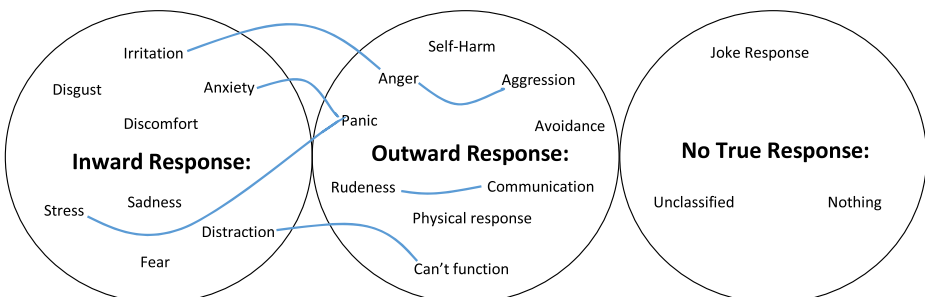 Irritation
Disgust
Anxiety
Discomfort
Inward Response:
Sadness
Stress
Distraction
Fear
Self-Harm
Anger
Aggression
Panic
Avoidance
Outward Response:
Rudeness
Communication
Physical response
Can’t function
Joke Response
No True Response:
Unclassified
Nothing